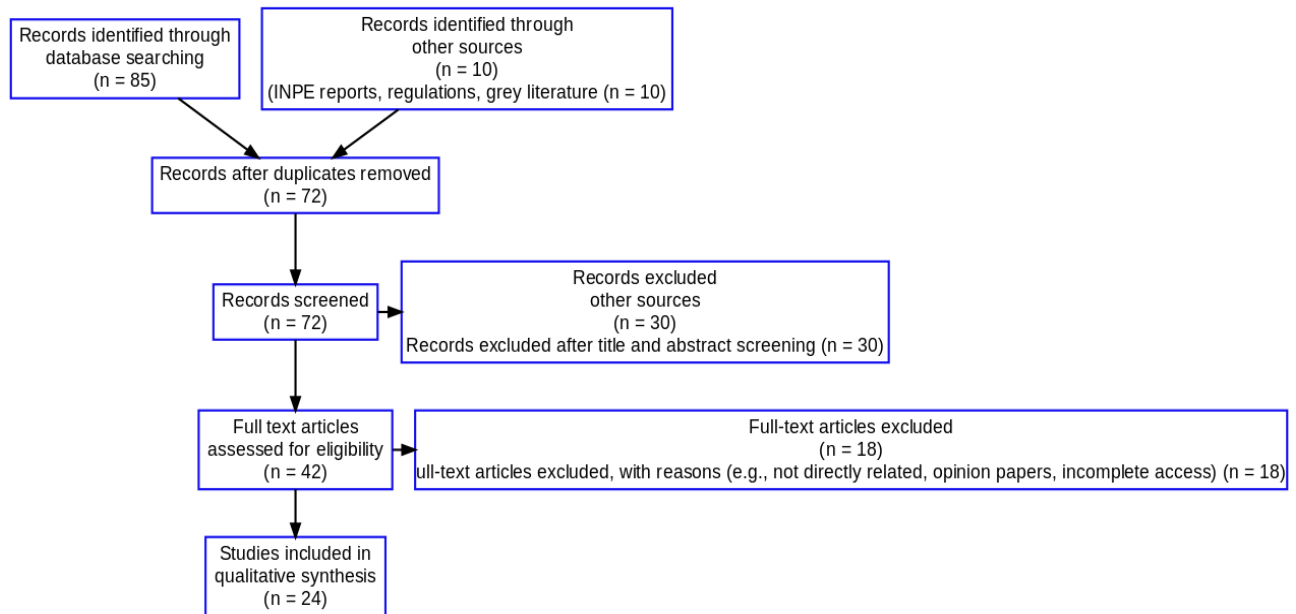 Records identified through
database searching
(n = 85)
Records identified through
other sources
(n = 10)
(INPE reports, regulations, grey literature (n = 10)
Records after duplicates removed
(n = 72)
Records screened
(n = 72)
Records excluded
other sources
(n = 30)
Records excluded after title and abstract screening (n = 30)
Full text articles
assessed for eligibility
(n = 42)
Full-text articles excluded
(n = 18)
ull-text articles excluded, with reasons (e.g., not directly related, opinion papers, incomplete access) (n = 18)
Studies included in
qualitative synthesis
(n = 24)